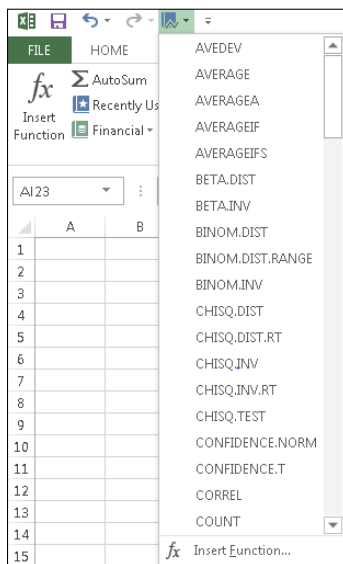 FILE HOME
fx
Insert
Function
Σ AutoSum
Recently Us
Financial
AI23
A B
1
2
3
4
5
6
7
8
9
10
11
12
13
14
15
AVEDEV
AVERAGE
AVERAGEA
AVERAGEIF
AVERAGEIFS
BETA.DIST
BETA.INV
BINOM.DIST
BINOM.DIST.RANGE
BINOM.INV
CHISQ.DIST
CHISQ.DIST.RT
CHISQ.INV
CHISQ.INV.RT
CHISQ.TEST
CONFIDENCE.NORM
CONFIDENCE.T
CORREL
COUNT
fx Insert Function...